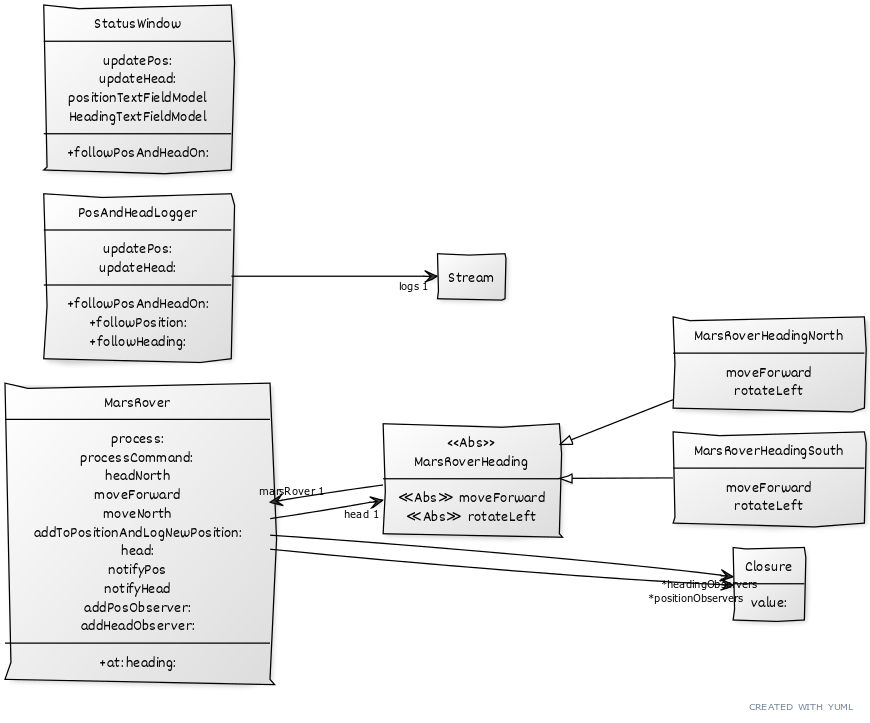 StatusWindow
updatePos:
updateHead:
positionTextFieldModel
HeadingTextFieldModel
+followPosAndHeadOn:
PosAndHeadLogger
updatePos:
updateHead:
+followPosAndHeadOn:
+followPosition:
+followHeading:
logs 1
Stream
MarsRover
process:
processCommand:
headNorth
moveForward
moveNorth
addToPositionAndLogNewPosition:
head:
notifyPos
notifyHead
addPosObserver:
addHeadObserver:
+at:heading:
marsRover 1
head 1
<<Abs>>
MarsRoverHeading
≪Abs≫ moveForward
≪Abs≫ rotateLeft
MarsRoverHeadingNorth
moveForward
rotateLeft
MarsRoverHeadingSouth
moveForward
rotateLeft
*headingObservers
*positionObservers
Closure
value:
CREATED WITH YUML